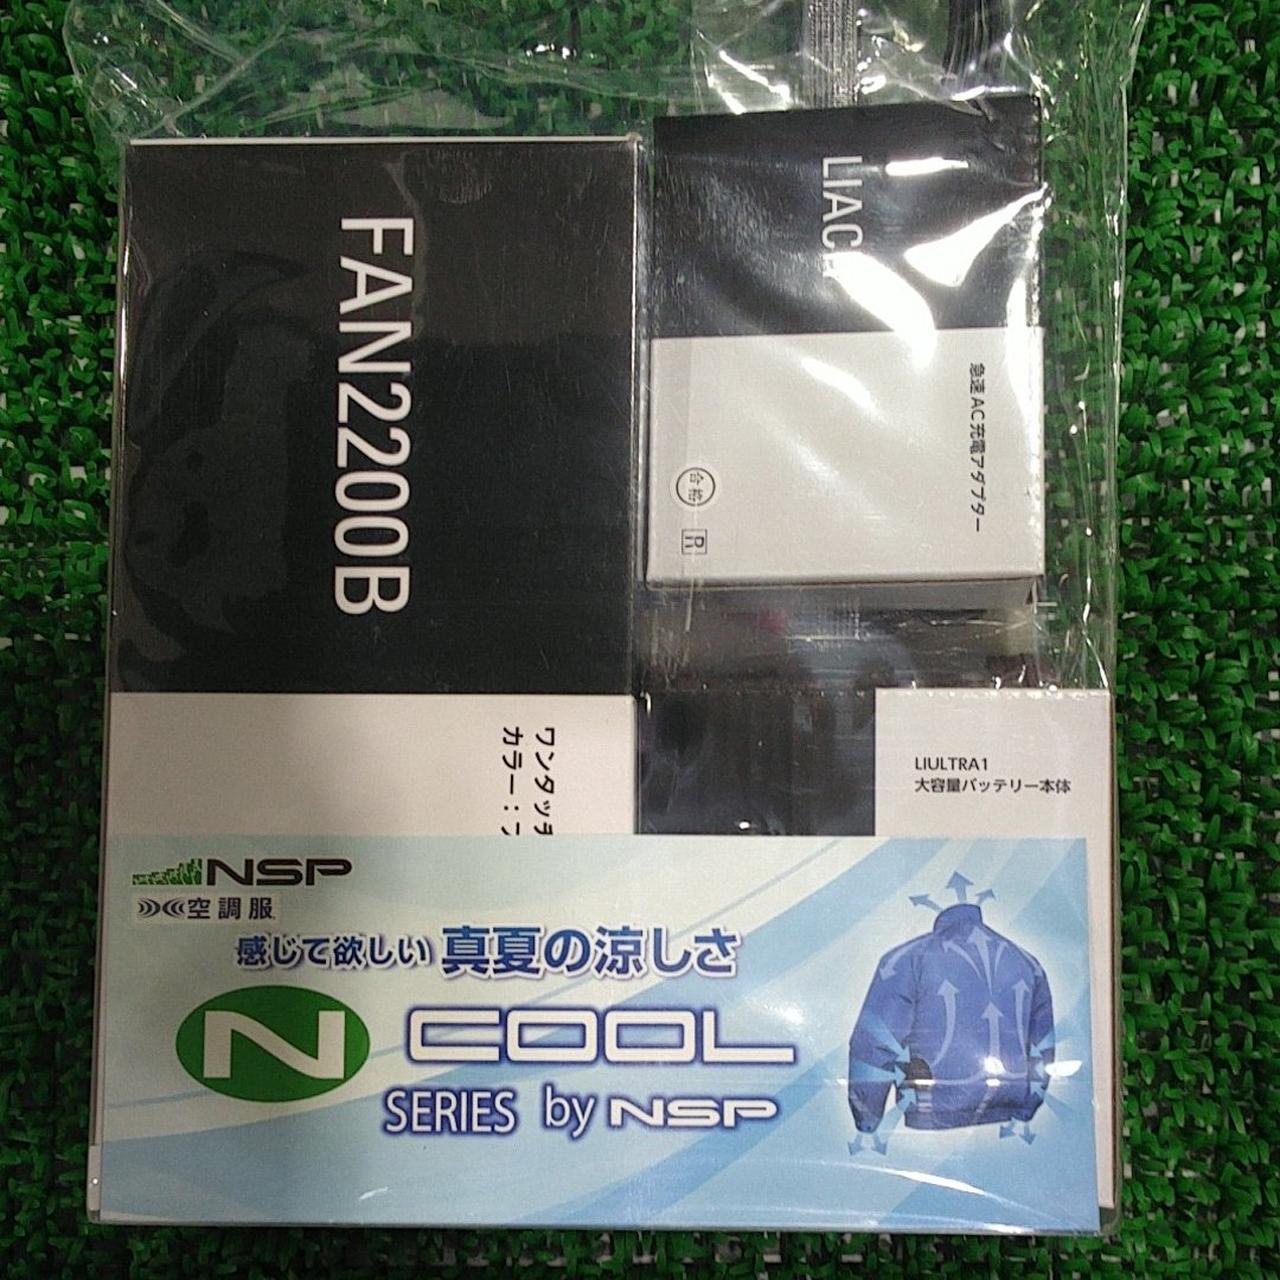 FAN2200B
ワンタッチ
カラー：
LIAC
急速AC充電アダプター
合格
R
LIULTRA1
大容量バッテリー本体
NSP
空調服
感じて欲しい 真夏の涼しさ
N COOL
SERIES by NSP